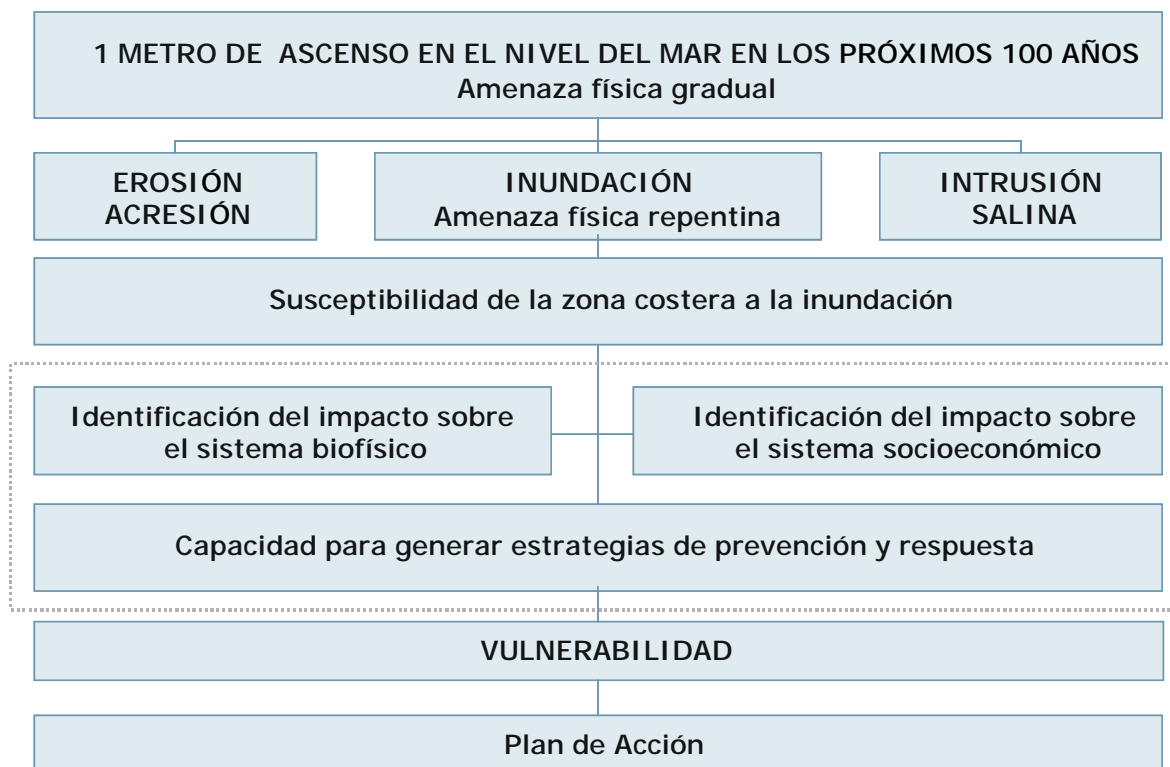 1 METRO DE ASCENSO EN EL NIVEL DEL MAR EN LOS PRÓXIMOS 100 AÑOS
Amenaza física gradual
EROSIÓN
ACRESIÓN
INUNDACIÓN
Amenaza física repentina
INTRUSIÓN
SALINA
Susceptibilidad de la zona costera a la inundación
Identificación del impacto sobre
el sistema biofísico
Identificación del impacto sobre
el sistema socioeconómico
Capacidad para generar estrategias de prevención y respuesta
VULNERABILIDAD
Plan de Acción